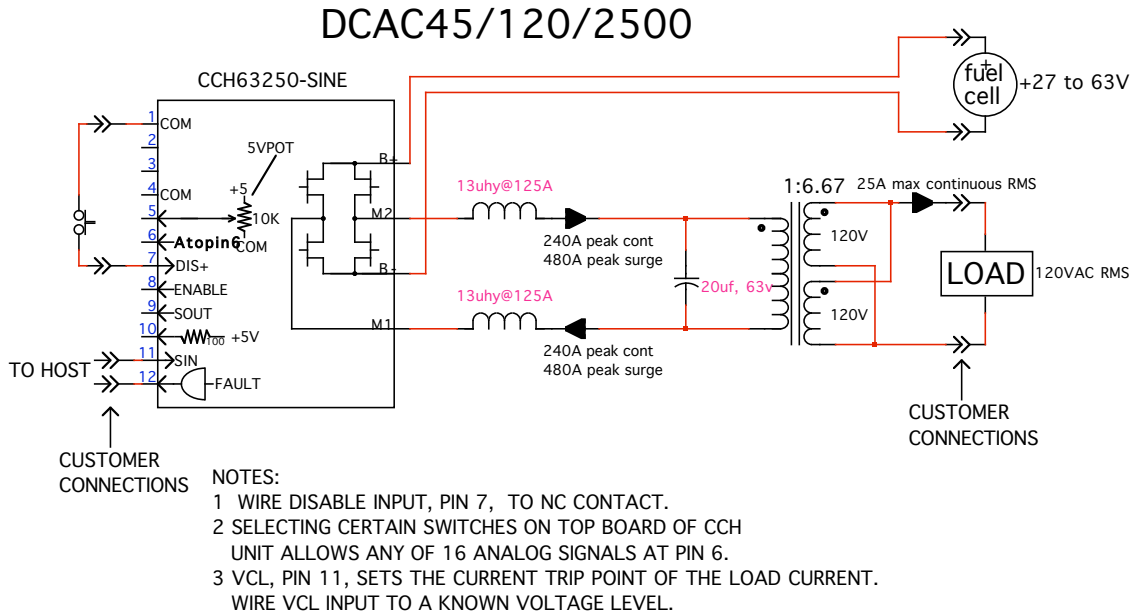 DCAC45/120/2500
CCH63250-SINE
fuel
+
cell
+27 to 63V
1
COM
2
3
4
COM
5
5VPOT
+5
10K
COM
6
Atopin6
7
DIS+
8
ENABLE
9
SOUT
10
100
+5V
11
SIN
12
FAULT
B+
M2
B-
M1
TO HOST
CUSTOMER
CONNECTIONS
13uhy@125A
240A peak cont
480A peak surge
20uf, 63v
13uhy@125A
240A peak cont
480A peak surge
1:6.67
25A max continuous RMS
120V
120V
LOAD
120VAC RMS
CUSTOMER
CONNECTIONS
NOTES:
1 WIRE DISABLE INPUT, PIN 7, TO NC CONTACT.
2 SELECTING CERTAIN SWITCHES ON TOP BOARD OF CCH
UNIT ALLOWS ANY OF 16 ANALOG SIGNALS AT PIN 6.
3 VCL, PIN 11, SETS THE CURRENT TRIP POINT OF THE LOAD CURRENT.
WIRE VCL INPUT TO A KNOWN VOLTAGE LEVEL.